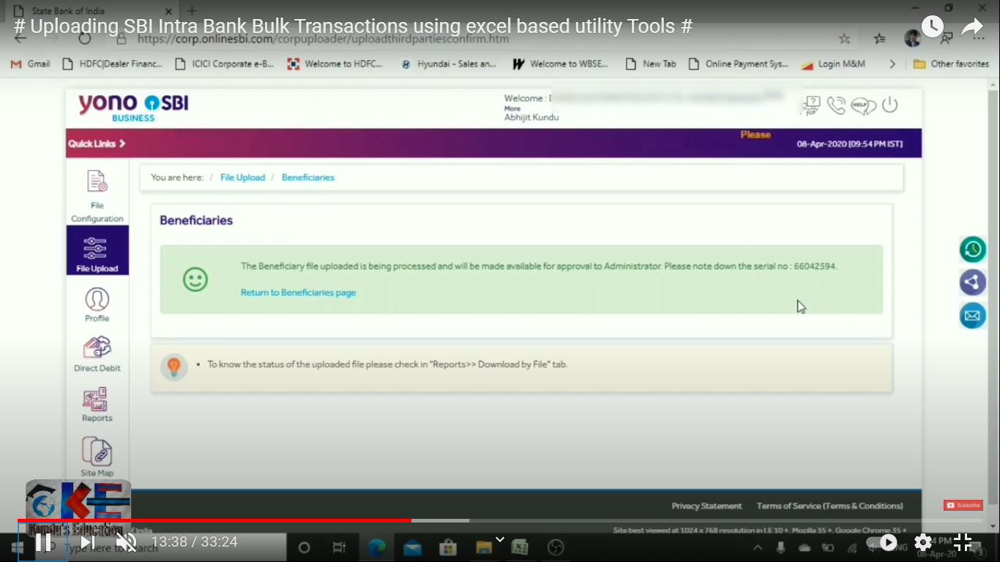 State Bank of India
# Uploading SBI Intra Bank Bulk Transactions using excel based utility Tools #
https://corp.onlinesbi.com/corpuploader/uploadthirdpartiesconfirm.htm
Gmail HDFC|Dealer Financ... ICICI Corporate e-B... Welcome to HDFC... Hyundai - Sales an... Welcome to WBSE... New Tab Online Payment Sys... Login M&M Other favorites
yono SBI
BUSINESS
Welcome :
More
Abhijit Kundu
HELP
Quick Links
Please
08-Apr-2020 [09:54 PM IST]
You are here: / File Upload / Beneficiaries
File
Configuration
File Upload
Profile
Direct Debit
Reports
Site Map
Beneficiaries
The Beneficiary file uploaded is being processed and will be made available for approval to Administrator. Please note down the serial no : 66042594.
Return to Beneficiaries page
• To know the status of the uploaded file please check in "Reports>> Download by File" tab.
KE
Kundu's Education
Privacy Statement Terms of Service (Terms & Conditions)
Subscribe
of India
Site best viewed at 1024 x 768 resolution in I.E 10 +, Mozilla 35 +, Google Chrome 35 +
Type here to search
13:38 / 33:24
ENG
4 PM
08-Apr-20
3